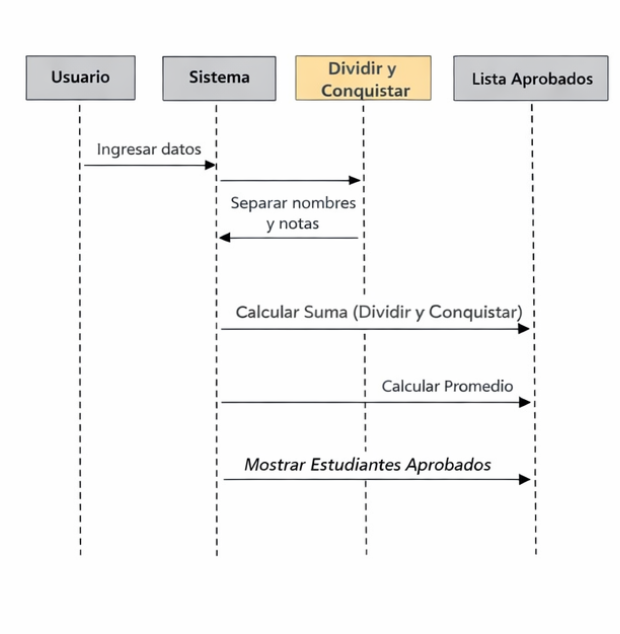 Usuario
Sistema
Dividir y
Conquistar
Lista Aprobados
Ingresar datos
Separar nombres
y notas
Calcular Suma (Dividir y Conquistar)
Calcular Promedio
Mostrar Estudiantes Aprobados